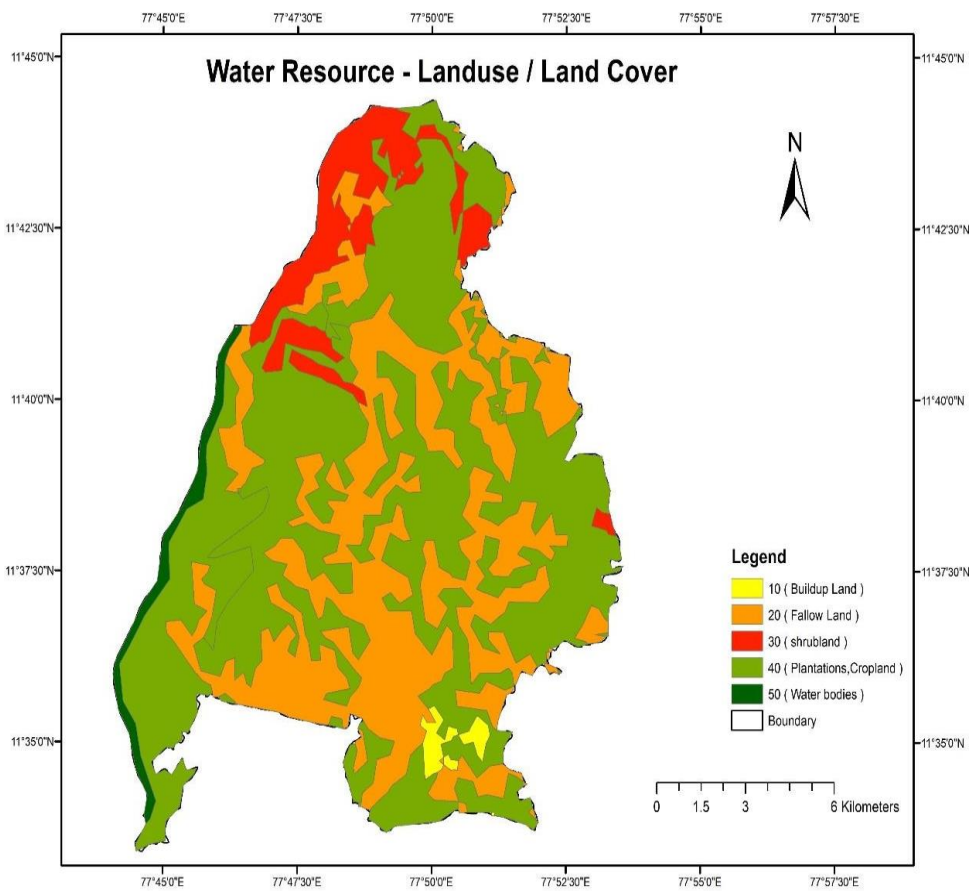 77°45'0"E 77°47'30"E 77°50'0"E 77°52'30"E 77°55'0"E 77°57'30"E
Water Resource - Landuse / Land Cover
11°45'0"N 11°45'0"N
N
11°42'30"N 11°42'30"N
11°40'0"N 11°40'0"N
11°37'30"N 11°37'30"N
11°35'0"N 11°35'0"N
Legend
10 ( Buildup Land )
20 ( Fallow Land )
30 ( shrubland )
40 ( Plantations,Cropland )
50 ( Water bodies )
Boundary
0 1.5 3 6 Kilometers
77°45'0"E 77°47'30"E 77°50'0"E 77°52'30"E 77°55'0"E 77°57'30"E